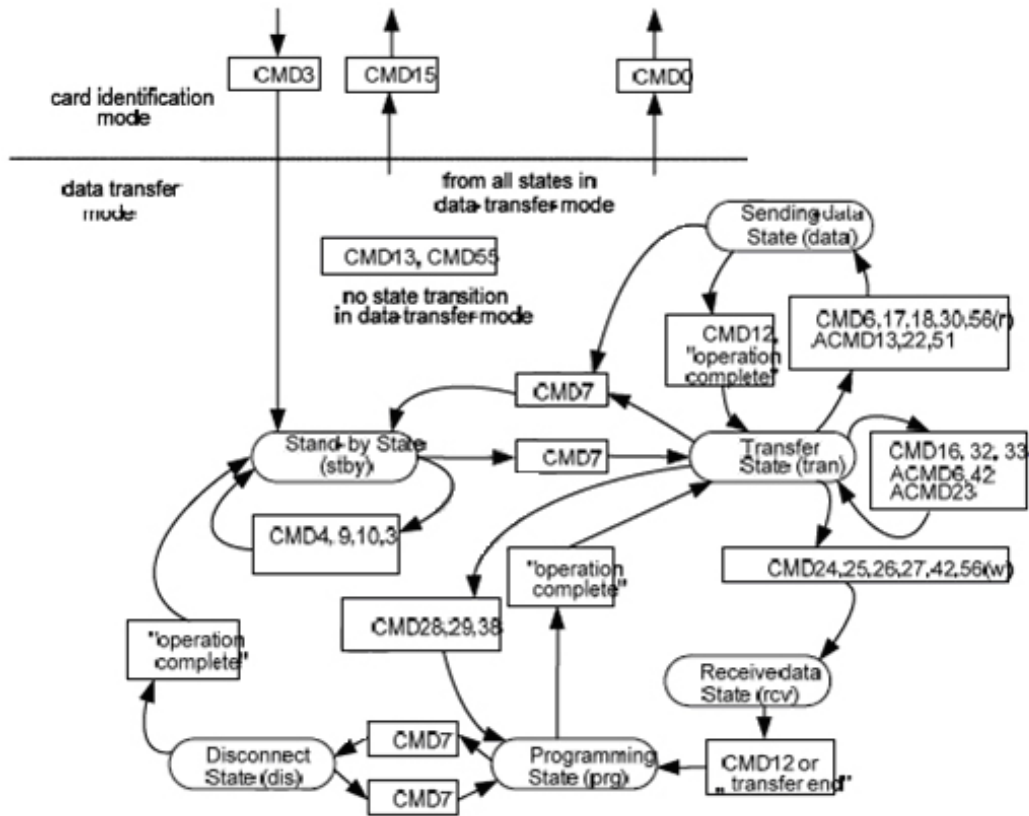 CMD3
CMD15
CMD0
card identification
mode
data transfer
mode
from all states in
data-transfer mode
CMD13, CMD55
no state transition
in data-transfer mode
Sending data
State (data)
CMD12,
"operation
complete"
CMD6,17,18,30,56(r)
ACMD13,22,51
CMD7
Stand-by State
(stby)
CMD7
Transfer
State (tran)
CMD16, 32, 33
ACMD6,42
ACMD23
CMD4, 9,10,3
"operation
complete"
CMD24,25,26,27,42,56(w)
CMD28,29,38
"operation
complete"
Receive data
State (rcv)
CMD7
Disconnect
State (dis)
Programming
State (prg)
CMD12 or
„ transfer end"
CMD7